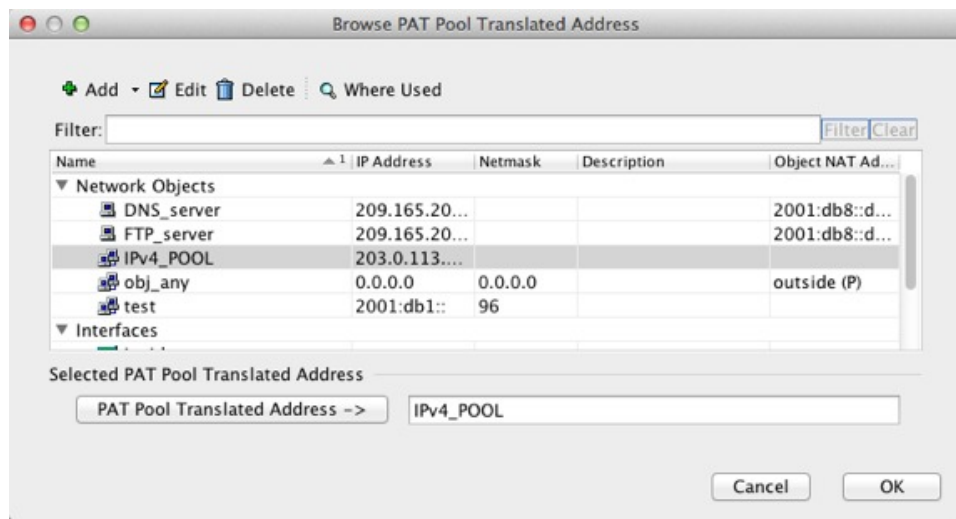 Browse PAT Pool Translated Address
Add Edit Delete Where Used
Filter: Filter Clear
Name 1 IP Address Netmask Description Object NAT Ad...
Network Objects
DNS_server 209.165.20... 2001:db8::d...
FTP_server 209.165.20... 2001:db8::d...
IPv4_POOL 203.0.113....
obj_any 0.0.0.0 0.0.0.0 outside (P)
test 2001:db1:: 96
Interfaces
Selected PAT Pool Translated Address
PAT Pool Translated Address -> IPv4_POOL
Cancel OK